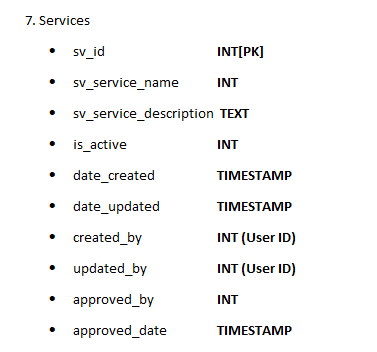 7. Services
• sv_id INT[PK]
• sv_service_name INT
• sv_service_description TEXT
• is_active INT
• date_created TIMESTAMP
• date_updated TIMESTAMP
• created_by INT (User ID)
• updated_by INT (User ID)
• approved_by INT
• approved_date TIMESTAMP